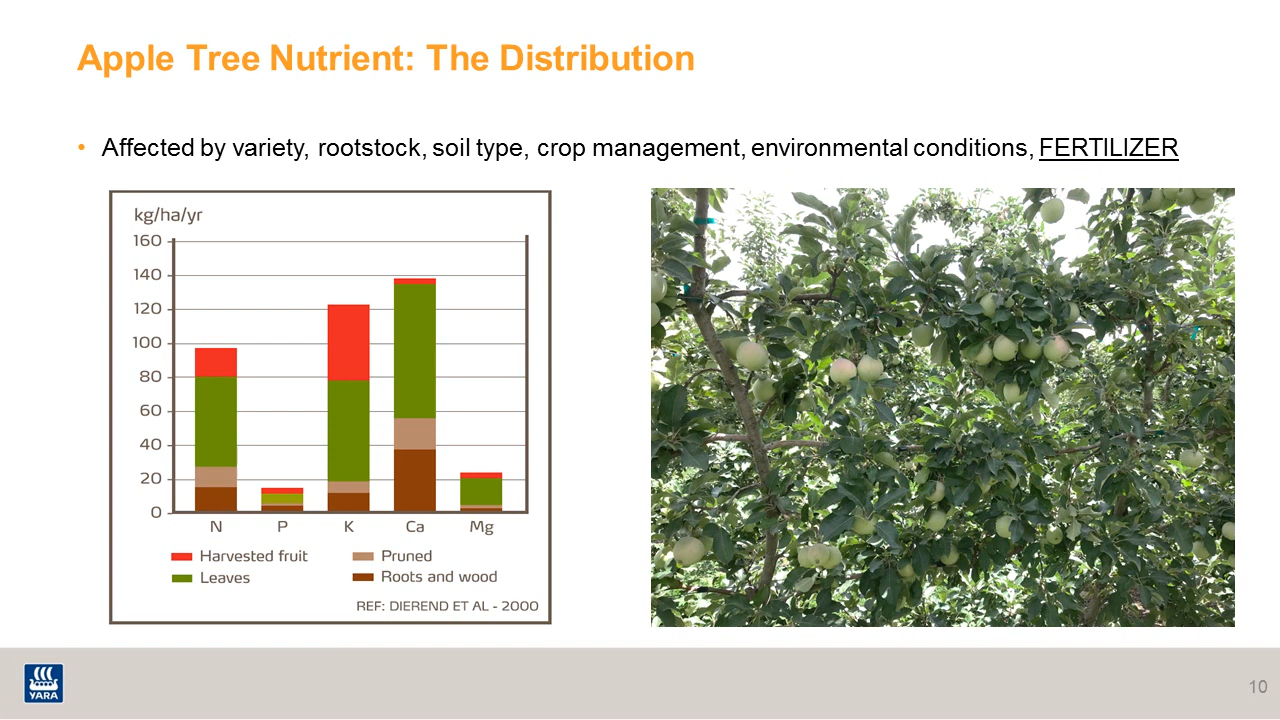 Apple Tree Nutrient: The Distribution
• Affected by variety, rootstock, soil type, crop management, environmental conditions, FERTILIZER
kg/ha/yr
160
140
120
100
80
60
40
20
0
N P K Ca Mg
Harvested fruit
Pruned
Leaves
Roots and wood
REF: DIEREND ET AL - 2000
YARA
10